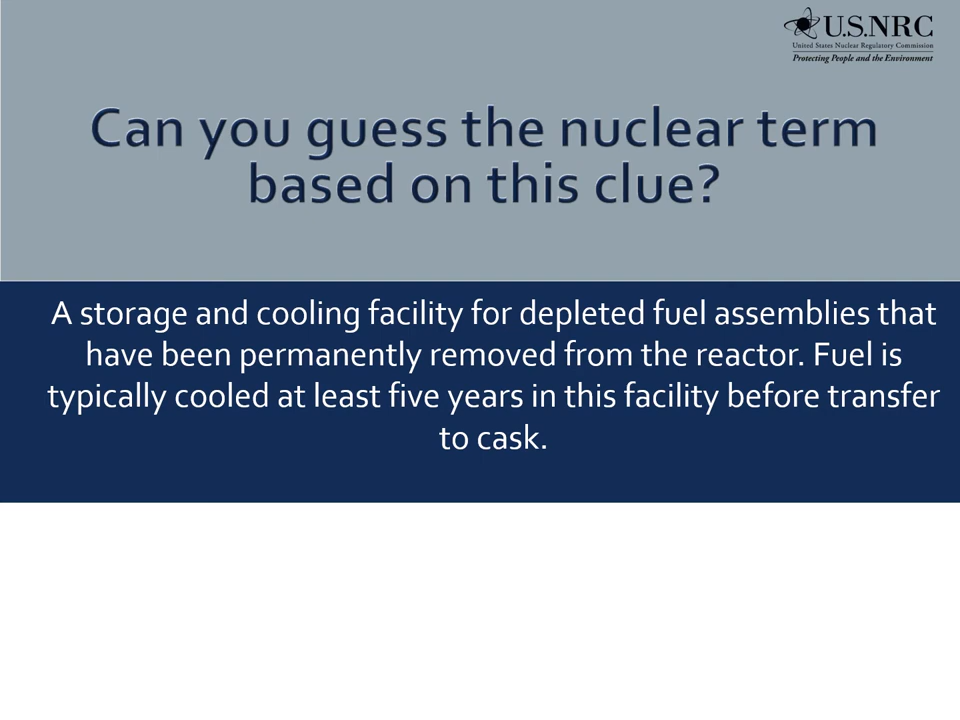 U.S.NRC
United States Nuclear Regulatory Commission
Protecting People and the Environment
Can you guess the nuclear term
based on this clue?
A storage and cooling facility for depleted fuel assemblies that
have been permanently removed from the reactor. Fuel is
typically cooled at least five years in this facility before transfer
to cask.